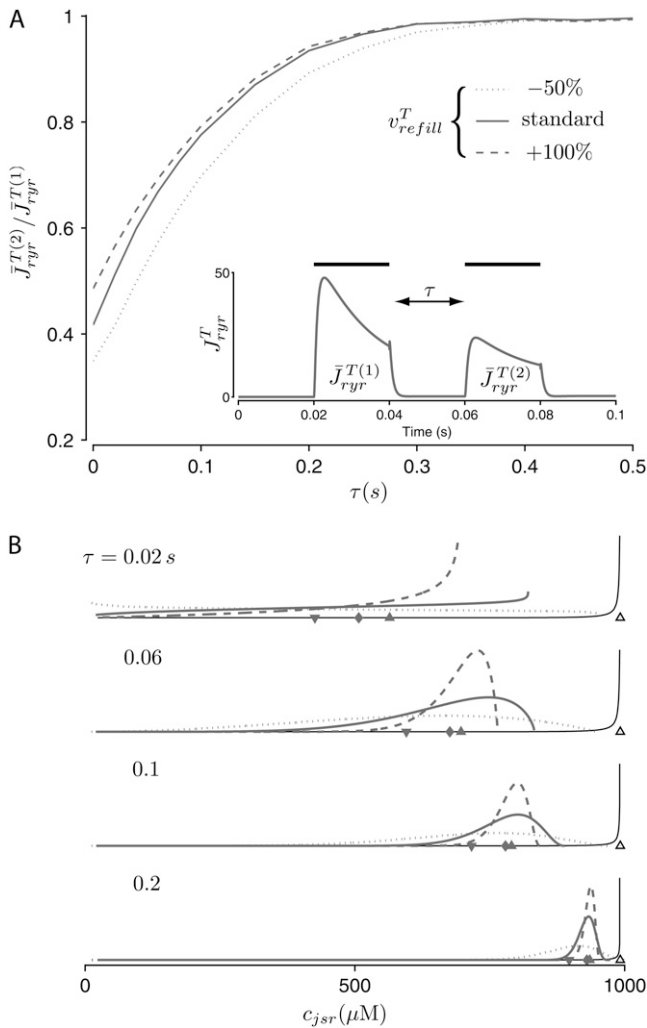 A
1
0.8
0.6
0.4
0.2
J̄ryr^T(2) / J̄ryr^T(1)
−50%
v^T_refill { standard
+100%
50
0
J^T_ryr
τ
J̄^T(1)_ryr
J̄^T(2)_ryr
0 0.02 0.04 0.06 0.08 0.1
Time (s)
0 0.1 0.2 0.3 0.4 0.5
τ(s)
B
τ = 0.02 s
0.06
0.1
0.2
0 500 1000
c_jsr(μM)